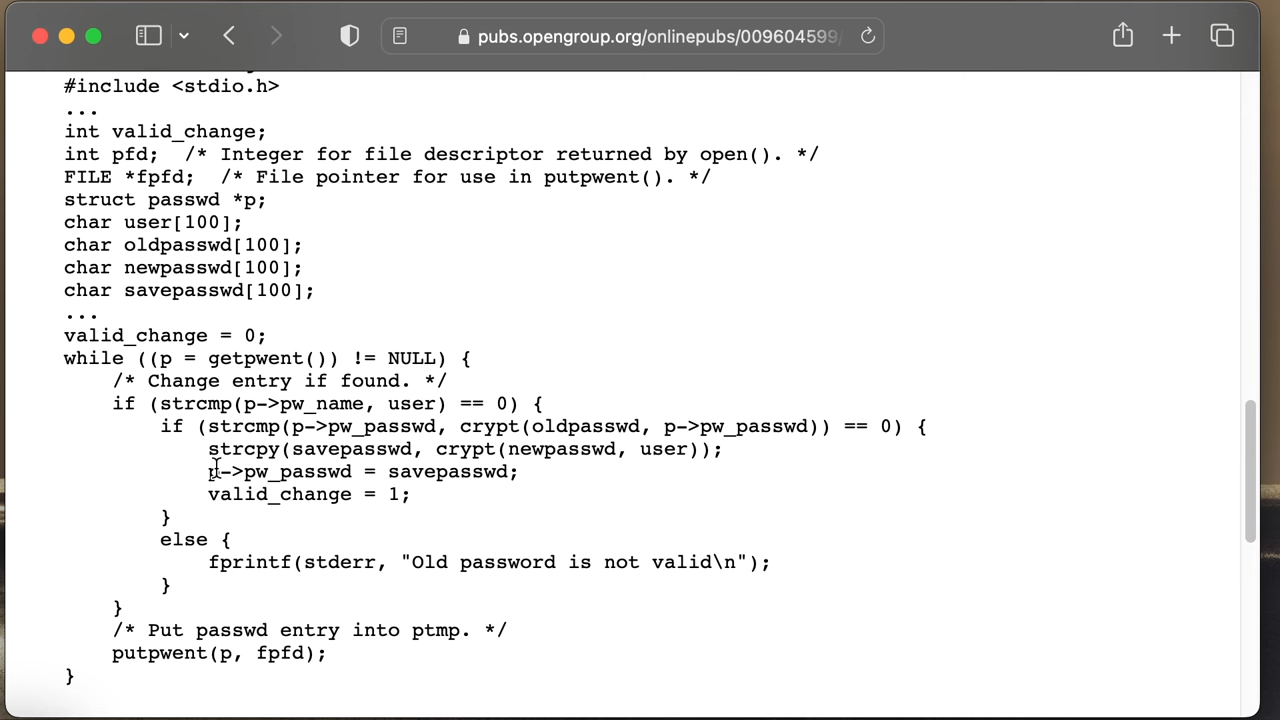 pubs.opengroup.org/onlinepubs/009604599/
#include <stdio.h>
...
int valid_change;
int pfd;  /* Integer for file descriptor returned by open(). */
FILE *fpfd;  /* File pointer for use in putpwent(). */
struct passwd *p;
char user[100];
char oldpasswd[100];
char newpasswd[100];
char savepasswd[100];
...
valid_change = 0;
while ((p = getpwent()) != NULL) {
    /* Change entry if found. */
    if (strcmp(p->pw_name, user) == 0) {
        if (strcmp(p->pw_passwd, crypt(oldpasswd, p->pw_passwd)) == 0) {
            strcpy(savepasswd, crypt(newpasswd, user));
            p->pw_passwd = savepasswd;
            valid_change = 1;
        }
        else {
            fprintf(stderr, "Old password is not valid\n");
        }
    }
    /* Put passwd entry into ptmp. */
    putpwent(p, fpfd);
}